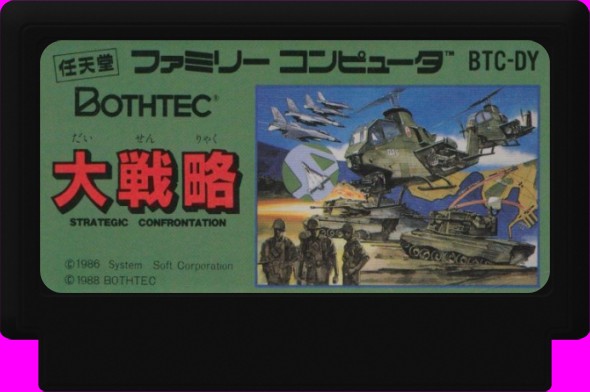 任天堂 ファミリー コンピュータ™ BTC-DY
BOTHTEC®
だい せん りゃく
大戦略
STRATEGIC CONFRONTATION
©1986 System Soft Corporation
©1988 BOTHTEC